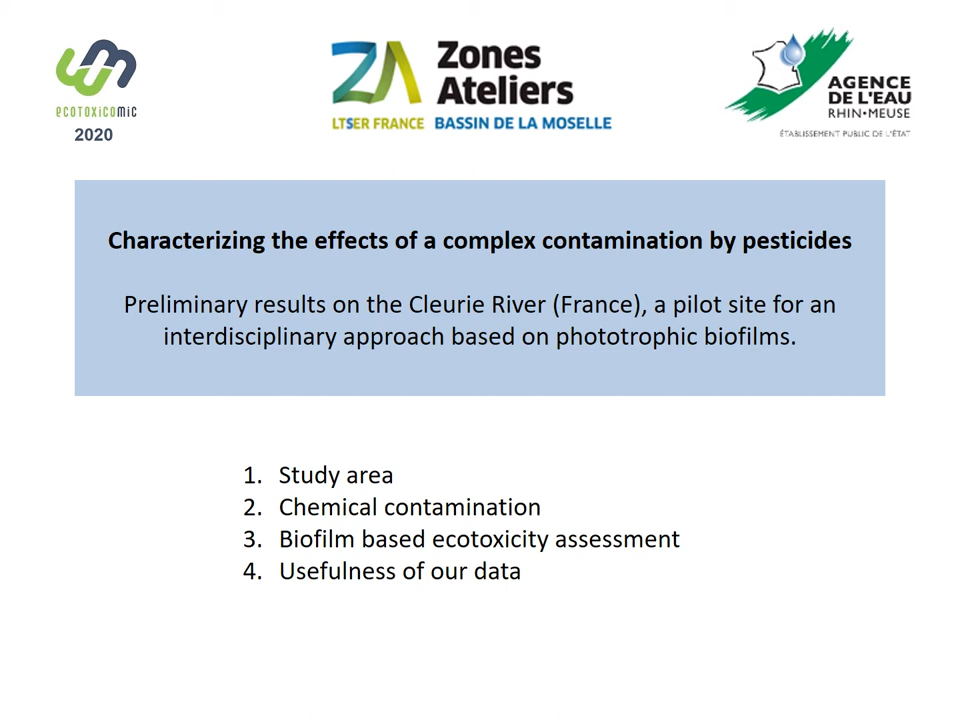 ecotoxicomic
2020
Zones
Ateliers
LTSER FRANCE BASSIN DE LA MOSELLE
AGENCE
DE L'EAU
RHIN•MEUSE
ÉTABLISSEMENT PUBLIC DE L'ÉTAT
Characterizing the effects of a complex contamination by pesticides
Preliminary results on the Cleurie River (France), a pilot site for an
interdisciplinary approach based on phototrophic biofilms.
1. Study area
2. Chemical contamination
3. Biofilm based ecotoxicity assessment
4. Usefulness of our data